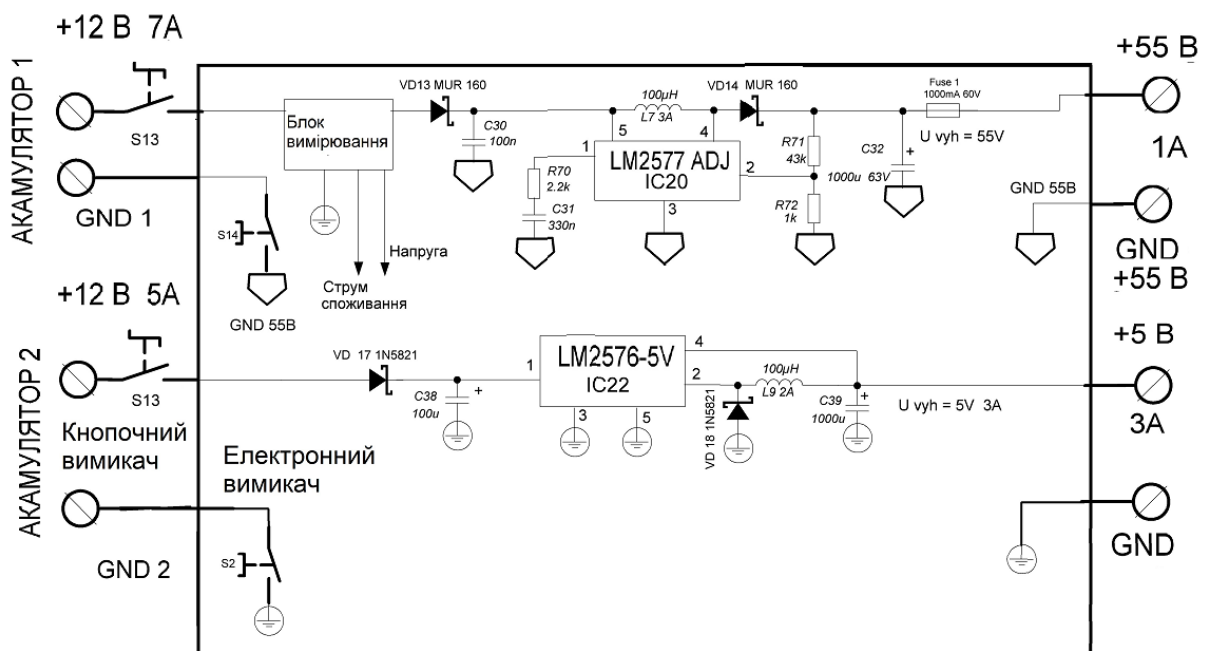 +12 В 7А
АКАМУЛЯТОР 1
S13
GND 1
S14
GND 55В
Блок
вимірювання
Напруга
Струм
споживання
VD13 MUR 160
C30
100n
R70
2.2k
C31
330n
100µH
L7 3A
5
4
1
LM2577 ADJ
IC20
2
3
VD14 MUR 160
R71
43k
R72
1k
C32
1000u 63V
Fuse 1
1000mA 60V
U vyh = 55V
GND 55В
+55 В
1А
GND
+55 В
+12 В 5А
АКАМУЛЯТОР 2
S13
Кнопочний
вимикач
Електронний
вимикач
GND 2
S2
VD 17 1N5821
C38
100u
1
LM2576-5V
IC22
4
2
3
5
VD 18 1N5821
100µH
L9 2A
C39
1000u
U vyh = 5V 3A
+5 В
3А
GND